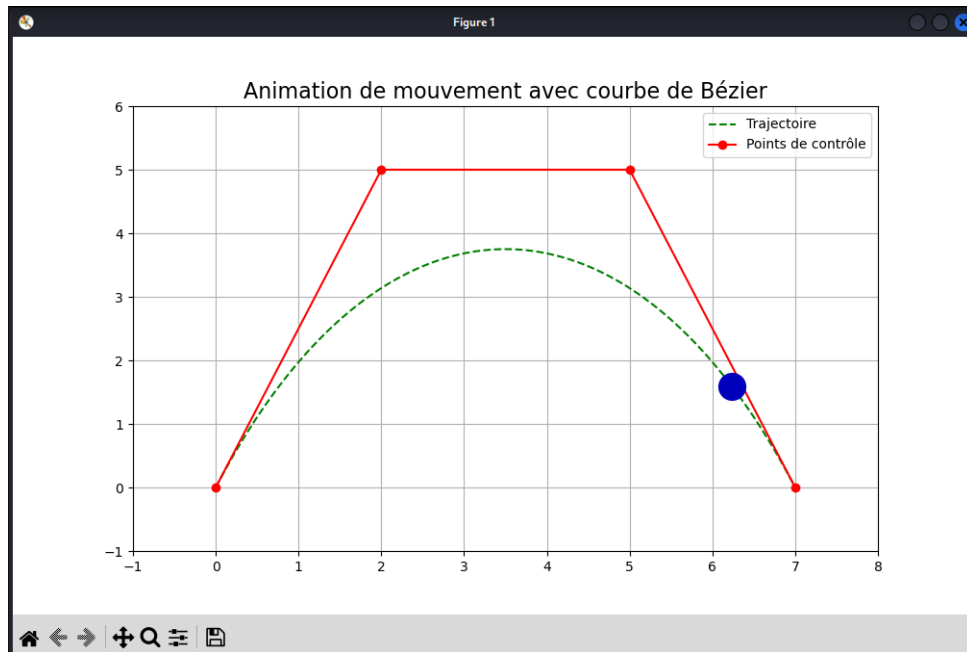 Figure 1
Animation de mouvement avec courbe de Bézier
Trajectoire
Points de contrôle
6
5
4
3
2
1
0
−1
−1 0 1 2 3 4 5 6 7 8